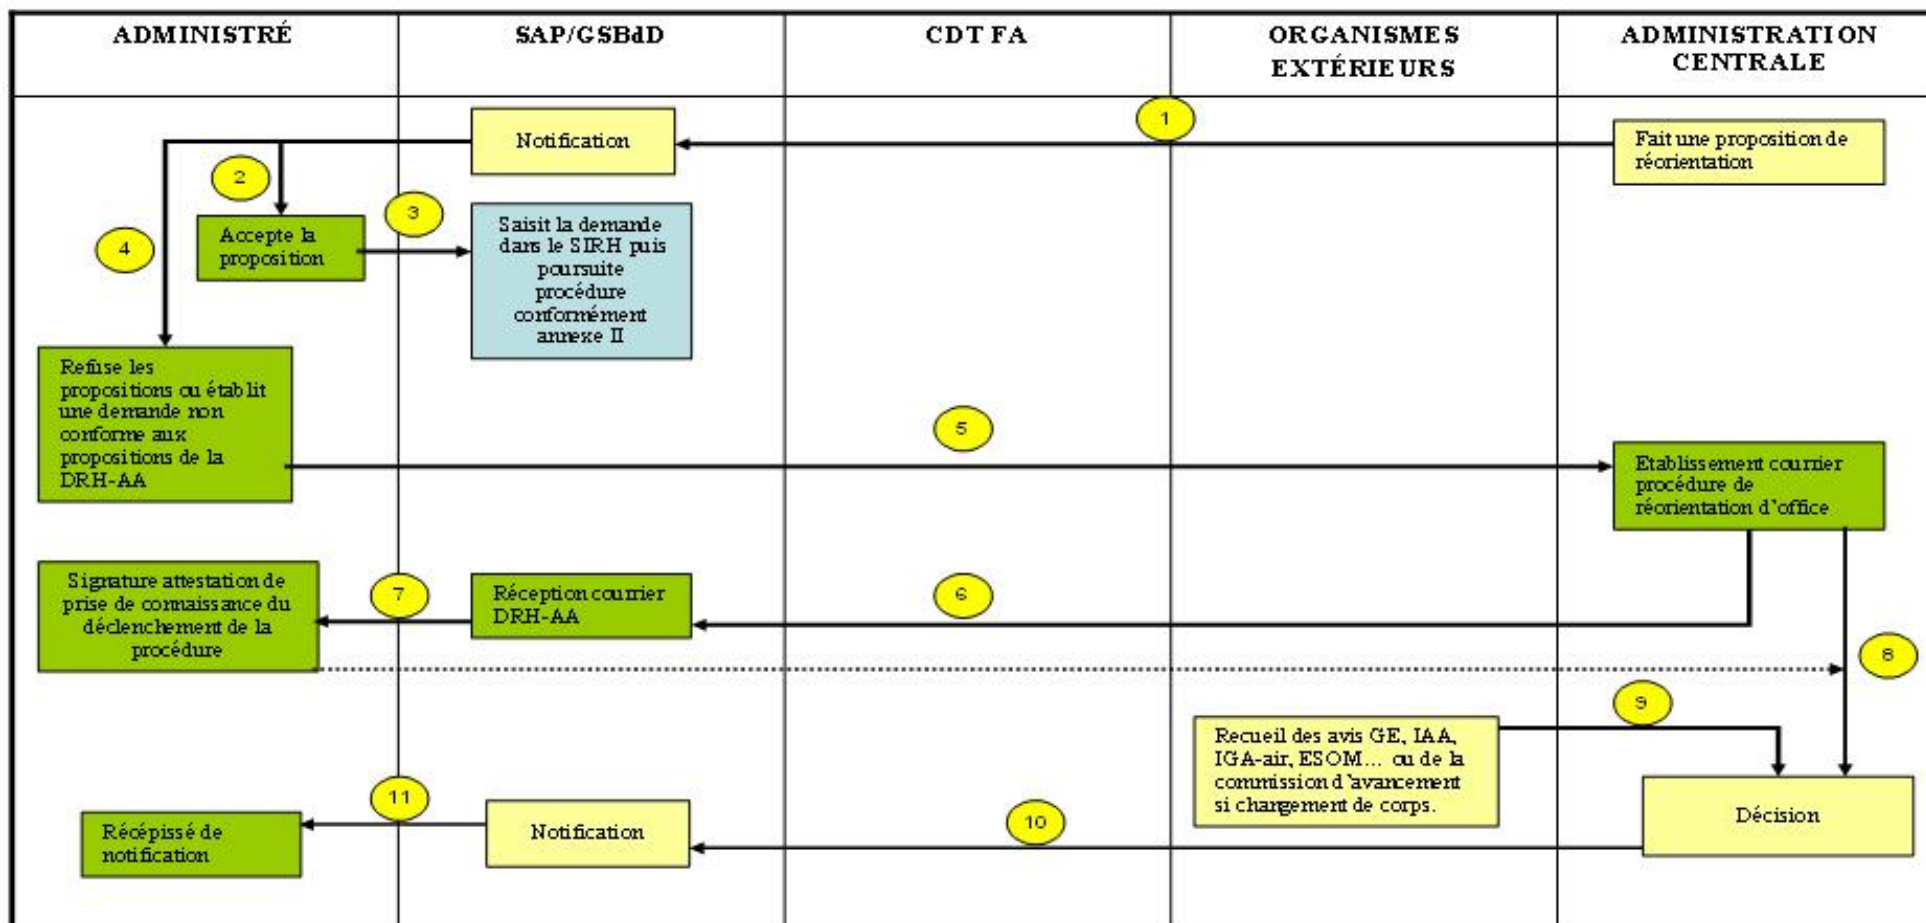 ADMINISTRÉ
SAP/GSBdD
CDT FA
ORGANISMES
EXTÉRIEURS
ADMINISTRATION
CENTRALE
1
Notification
Fait une proposition de
réorientation
2
3
4
Accepte la
proposition
Saisit la demande
dans le SIRH puis
poursuite
procédure
conformément
annexe II
Refuse les
propositions ou établit
une demande non
conforme aux
propositions de la
DRH-AA
5
Etablissement courrier
procédure de
réorientation d'office
Signature attestation de
prise de connaissance du
déclenchement de la
procédure
7
Réception courrier
DRH-AA
6
8
9
Recueil des avis GE, IAA,
IGA-air, ESOM... ou de la
commission d'avancement
si changement de corps.
11
10
Récépissé de
notification
Notification
Décision